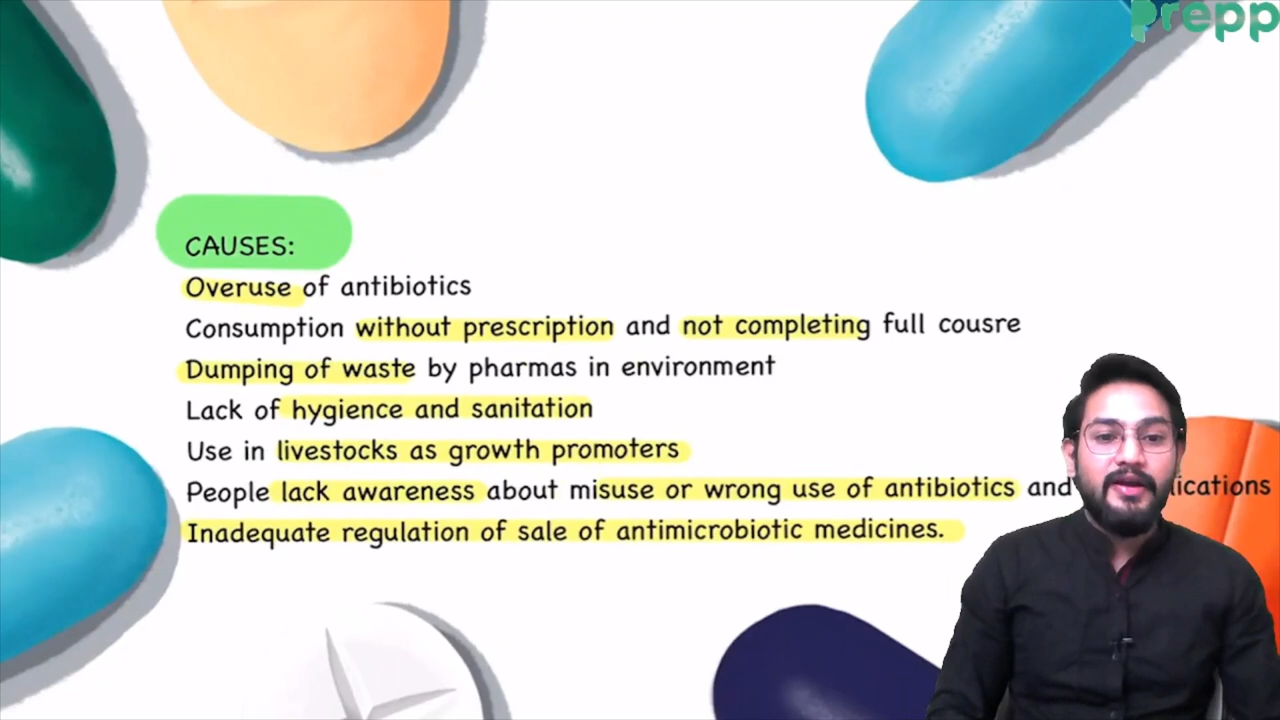 prepp
CAUSES:
Overuse of antibiotics
Consumption without prescription and not completing full cousre
Dumping of waste by pharmas in environment
Lack of hygience and sanitation
Use in livestocks as growth promoters
People lack awareness about misuse or wrong use of antibiotics and
Inadequate regulation of sale of antimicrobiotic medicines.